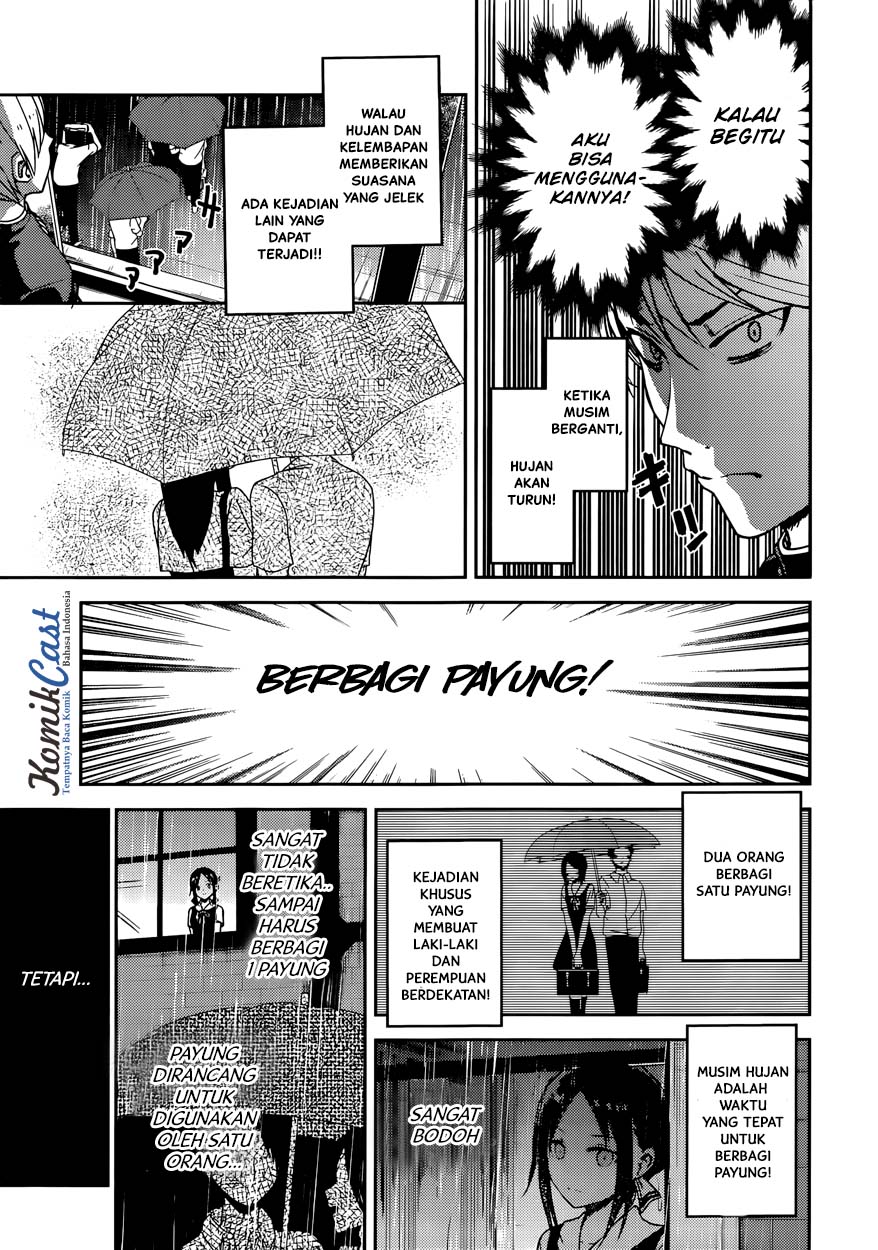 KALAU
BEGITU
AKU
BISA
MENGGUNA-
KANNYA!
KETIKA
MUSIM
BERGANTI,
HUJAN
AKAN
TURUN!
ギ
リッ
WALAU
HUJAN DAN
KELEMBAPAN
MEMBERIKAN
SUASANA
YANG JELEK
ADA KEJADIAN
LAIN YANG
DAPAT
TERJADI!!
BERBAGI PAYUNG!
KomikCast
Tempatnya Baca Komik Bahasa Indonesia
DUA ORANG
BERBAGI
SATU PAYUNG!
KEJADIAN
KHUSUS
YANG
MEMBUAT
LAKI-LAKI
DAN
PEREMPUAN
BERDEKATAN!
MUSIM HUJAN
ADALAH
WAKTU
YANG TEPAT
UNTUK
BERBAGI
PAYUNG!
SANGAT
BODOH
SANGAT
TIDAK
BERETIKA..
SAMPAI
HARUS
BERBAGI
I PAYUNG
PAYUNG
DIRANCANG
UNTUK
DIGUNAKAN
OLEH SATU
ORANG...
TETAPI...